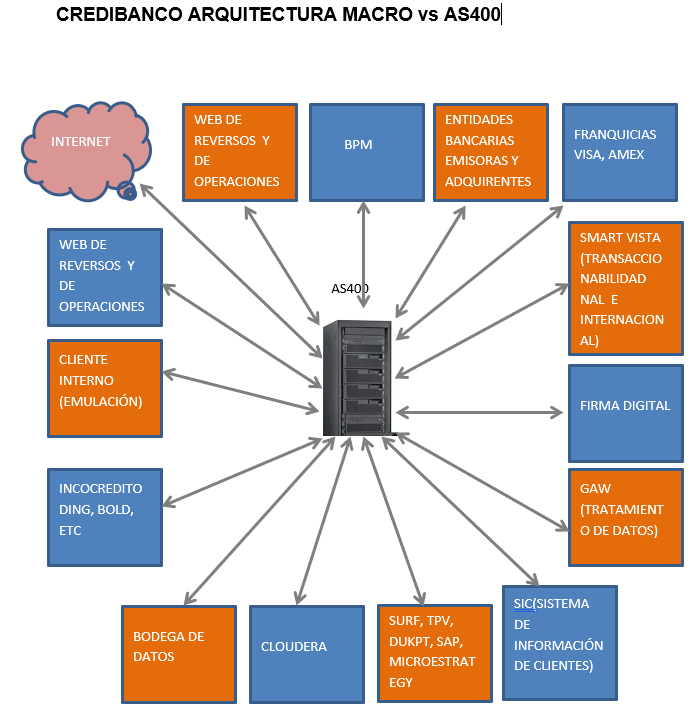 CREDIBANCO ARQUITECTURA MACRO vs AS400
INTERNET
WEB DE
REVERSOS Y
DE
OPERACIONES
BPM
ENTIDADES
BANCARIAS
EMISORAS Y
ADQUIRENTES
FRANQUICIAS
VISA, AMEX
WEB DE
REVERSOS Y
DE
OPERACIONES
AS400
SMART VISTA
(TRANSACCIO
NABILIDAD
NAL E
INTERNACION
AL)
CLIENTE
INTERNO
(EMULACIÓN)
FIRMA DIGITAL
INCOCREDITO
DING, BOLD,
ETC
GAW
(TRATAMIENT
O DE DATOS)
BODEGA DE
DATOS
CLOUDERA
SURF, TPV,
DUKPT, SAP,
MICROESTRAT
EGY
SIC(SISTEMA
DE
INFORMACIÓN
DE CLIENTES)